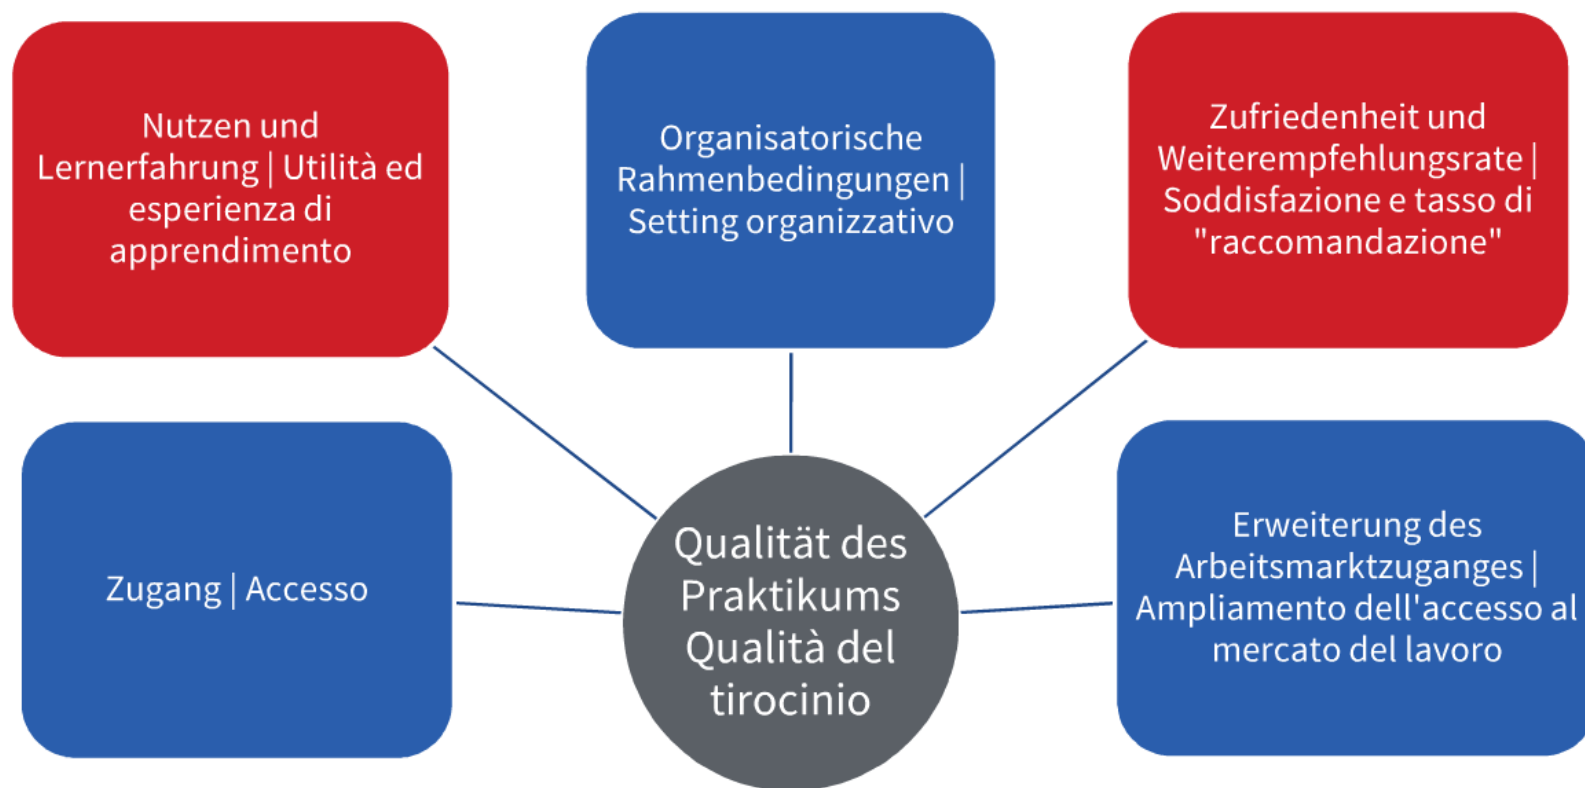 Nutzen und
Lernerfahrung | Utilità ed
esperienza di
apprendimento
Organisatorische
Rahmenbedingungen |
Setting organizzativo
Zufriedenheit und
Weiterempfehlungsrate |
Soddisfazione e tasso di
"raccomandazione"
Zugang | Accesso
Qualität des
Praktikums
Qualità del
tirocinio
Erweiterung des
Arbeitsmarktzuganges |
Ampliamento dell'accesso al
mercato del lavoro